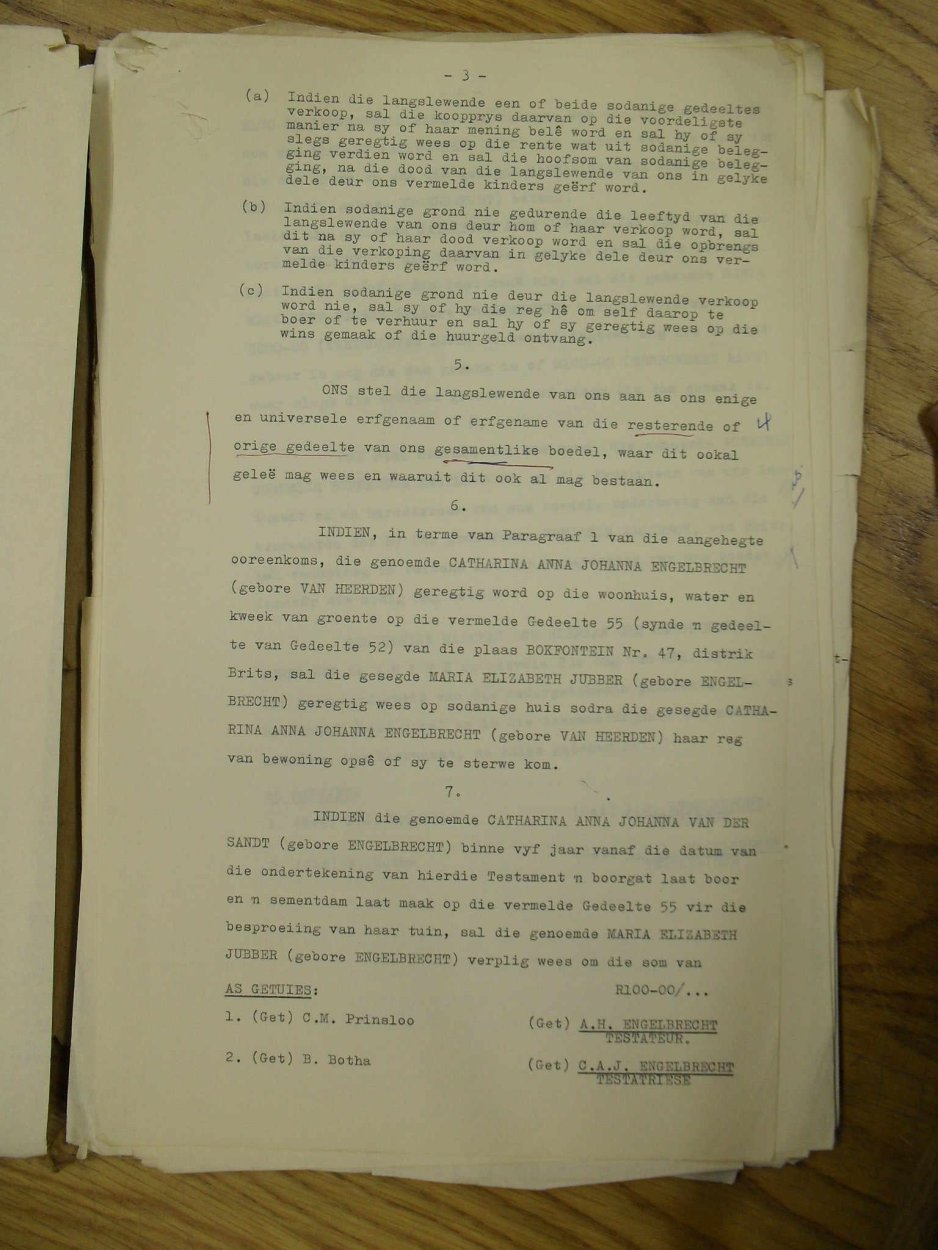 - 3 -
(a) Indien die langslewende een of beide sodanige gedeeltes
verkoop, sal die koopprys daarvan op die voordeligste
manier na sy of haar mening belê word en sal hy of sy
slegs geregtig wees op die rente wat uit sodanige beleg-
ging verdien word en sal die hoofsom van sodanige beleg-
ging, na die dood van die langslewende van ons in gelyke
dele deur ons vermelde kinders geërf word.
(b) Indien sodanige grond nie gedurende die leeftyd van die
langslewende van ons deur hom of haar verkoop word, sal
dit na sy of haar dood verkoop word en sal die opbrengs
van die verkoping daarvan in gelyke dele deur ons ver-
melde kinders geërf word.
(c) Indien sodanige grond nie deur die langslewende verkoop
word nie, sal sy of hy die reg hê om self daarop te
boer of te verhuur en sal hy of sy geregtig wees op die
wins gemaak of die huurgeld ontvang.
5.
ONS stel die langslewende van ons aan as ons enige
en universele erfgenaam of erfgename van die resterende of
orige gedeelte van ons gesamentlike boedel, waar dit ookal
geleë mag wees en waaruit dit ook al mag bestaan.
6.
INDIEN, in terme van Paragraaf 1 van die aangehegte
ooreenkoms, die genoemde CATHARINA ANNA JOHANNA ENGELBRECHT
(gebore VAN HEERDEN) geregtig word op die woonhuis, water en
kweek van groente op die vermelde Gedeelte 55 (synde 'n gedeel-
te van Gedeelte 52) van die plaas BOKFONTEIN Nr. 47, distrik
Brits, sal die gesegde MARIA ELIZABETH JUBBER (gebore ENGEL-
BRECHT) geregtig wees op sodanige huis sodra die gesegde CATHA-
RINA ANNA JOHANNA ENGELBRECHT (gebore VAN HEERDEN) haar reg
van bewoning opsê of sy te sterwe kom.
7.
INDIEN die genoemde CATHARINA ANNA JOHANNA VAN DER
SANDT (gebore ENGELBRECHT) binne vyf jaar vanaf die datum van
die ondertekening van hierdie Testament 'n boorgat laat boor
en 'n sementdam laat maak op die vermelde Gedeelte 55 vir die
besproeiing van haar tuin, sal die genoemde MARIA ELIZABETH
JUBBER (gebore ENGELBRECHT) verplig wees om die som van
R100-00/...
AS GETUIES:
1. (Get) C.M. Prinsloo
(Get) A.H. ENGELBRECHT
TESTATEUR.
2. (Get) B. Botha
(Get) C.A.J. ENGELBRECHT
TESTATRIESE